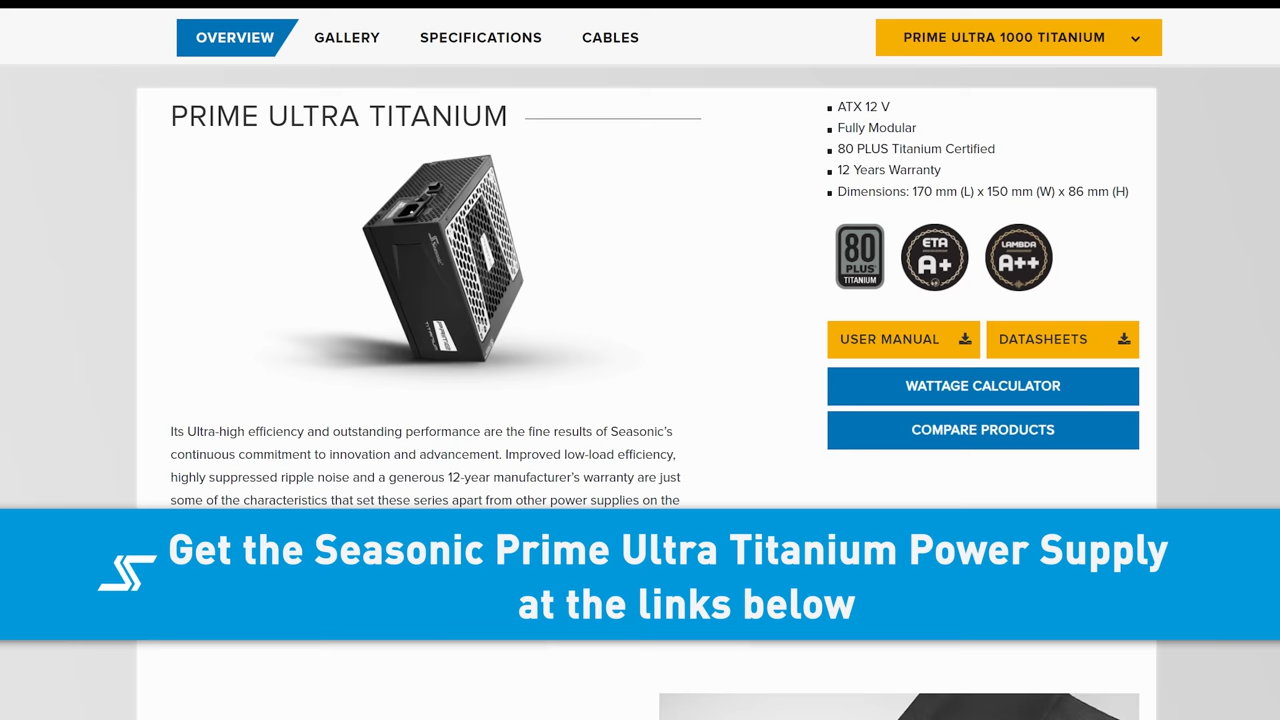 OVERVIEW
GALLERY
SPECIFICATIONS
CABLES
PRIME ULTRA 1000 TITANIUM
PRIME ULTRA TITANIUM
ATX 12 V
Fully Modular
80 PLUS Titanium Certified
12 Years Warranty
Dimensions: 170 mm (L) x 150 mm (W) x 86 mm (H)
80
PLUS
TITANIUM
ETA
A+
LAMBDA
A++
USER MANUAL
DATASHEETS
WATTAGE CALCULATOR
COMPARE PRODUCTS
Its Ultra-high efficiency and outstanding performance are the fine results of Seasonic's
continuous commitment to innovation and advancement. Improved low-load efficiency,
highly suppressed ripple noise and a generous 12-year manufacturer's warranty are just
some of the characteristics that set these series apart from other power supplies on the
Get the Seasonic Prime Ultra Titanium Power Supply
at the links below